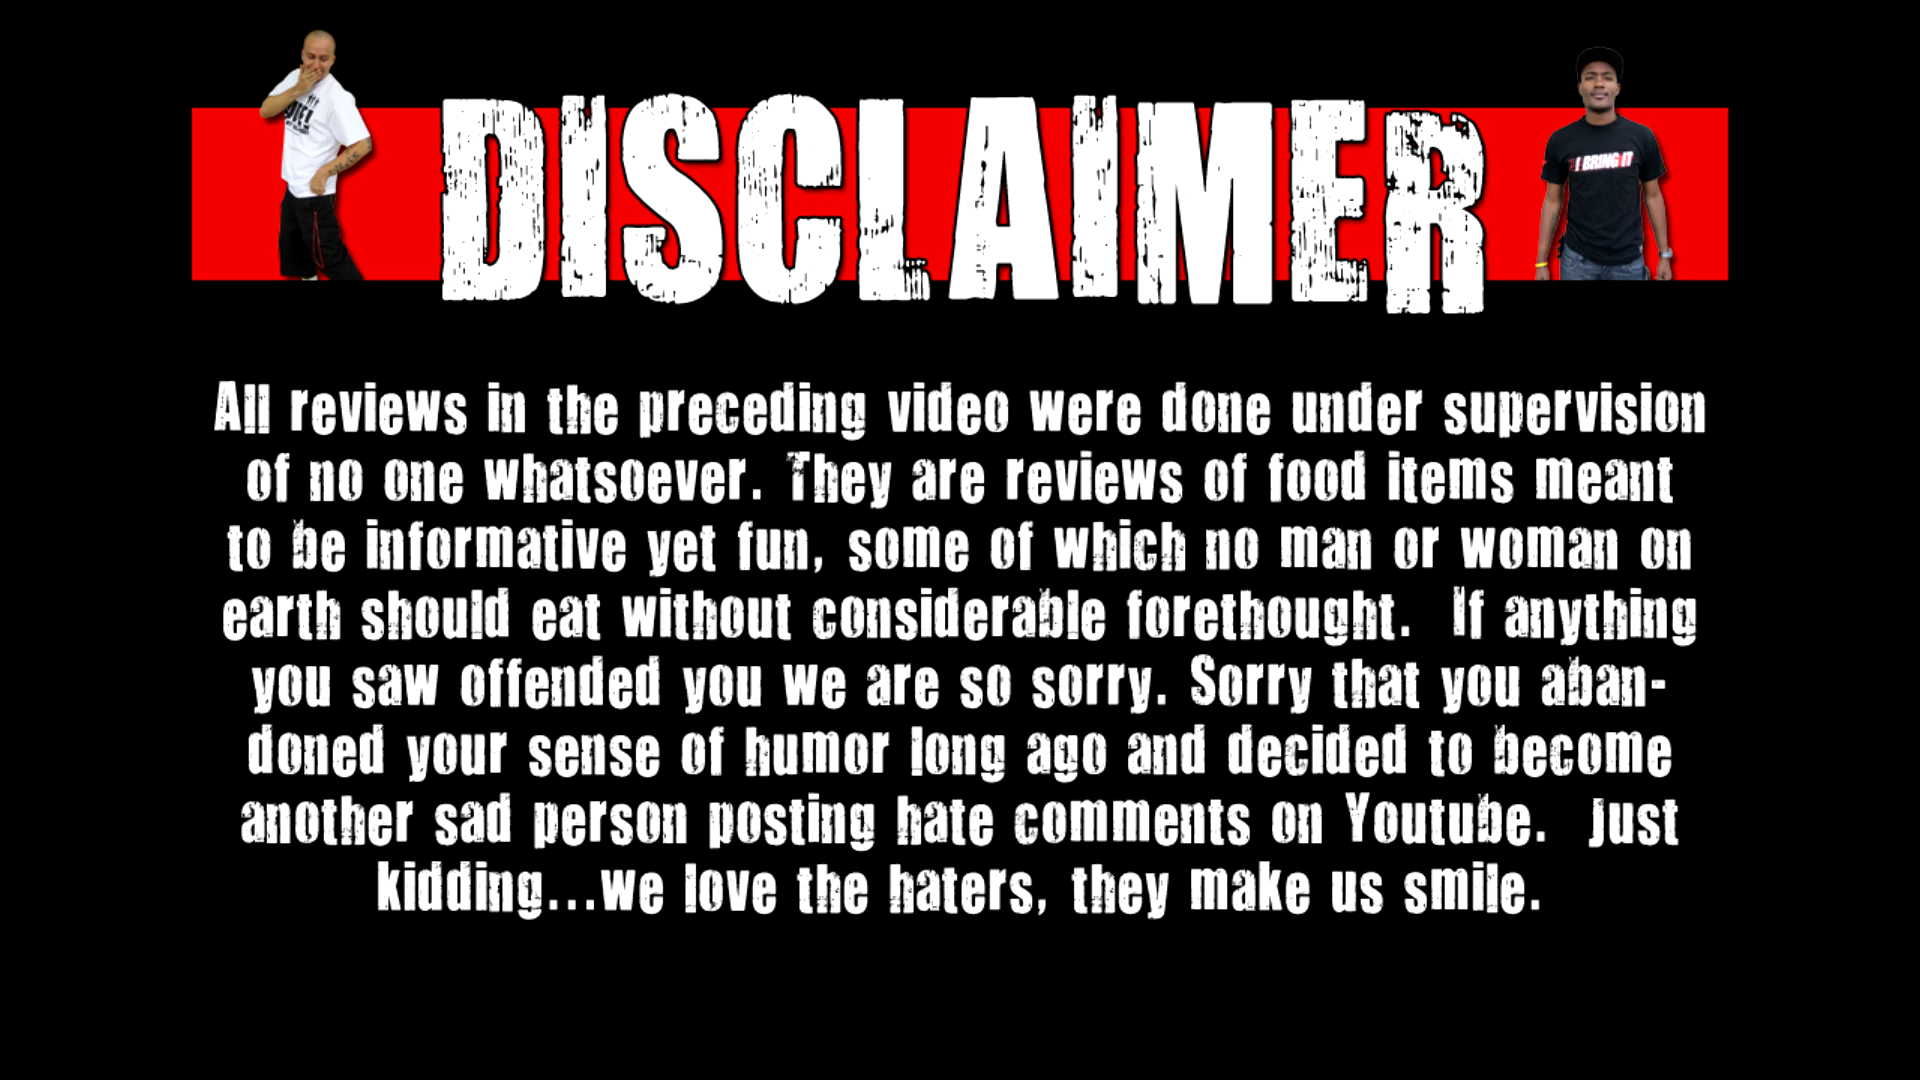 DISCLAIMER
DIE!
I BRING IT
All reviews in the preceding video were done under supervision
of no one whatsoever. They are reviews of food items meant
to be informative yet fun, some of which no man or woman on
earth should eat without considerable forethought. If anything
you saw offended you we are so sorry. Sorry that you aban-
doned your sense of humor long ago and decided to become
another sad person posting hate comments on Youtube. Just
kidding...we love the haters, they make us smile.